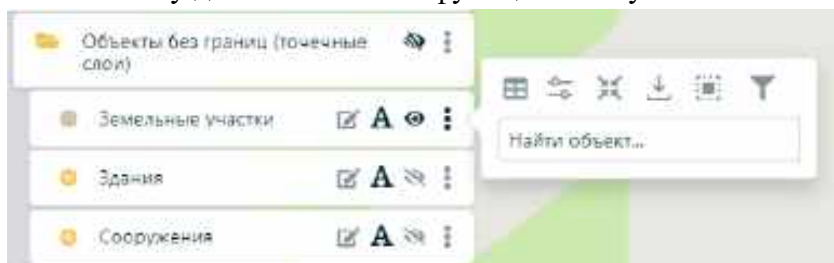 Объекты без границ (точечные
слои)
Земельные участки A
Найти объект...
Здания A
Сооружения A